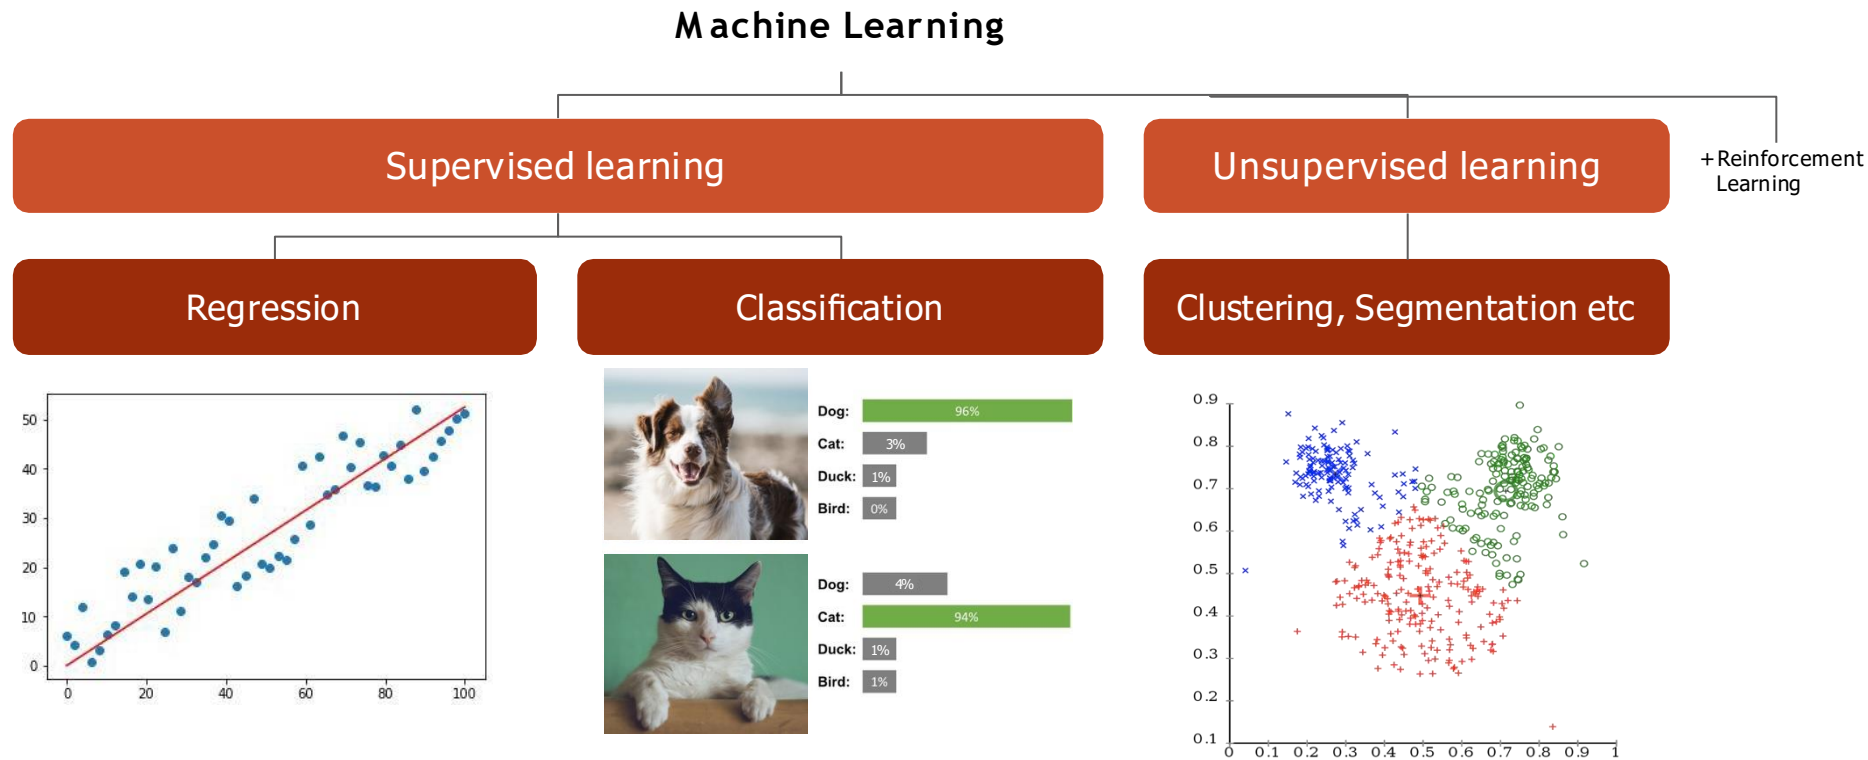 Machine Learning
Supervised learning
Unsupervised learning
+Reinforcement
Learning
Regression
Classification
Clustering, Segmentation etc
50
40
30
20
10
0
0 20 40 60 80 100
Dog: 96%
Cat: 3%
Duck: 1%
Bird: 0%
Dog: 4%
Cat: 94%
Duck: 1%
Bird: 1%
0.9
0.8
0.7
0.6
0.5
0.4
0.3
0.2
0.1
0 0.1 0.2 0.3 0.4 0.5 0.6 0.7 0.8 0.9 1